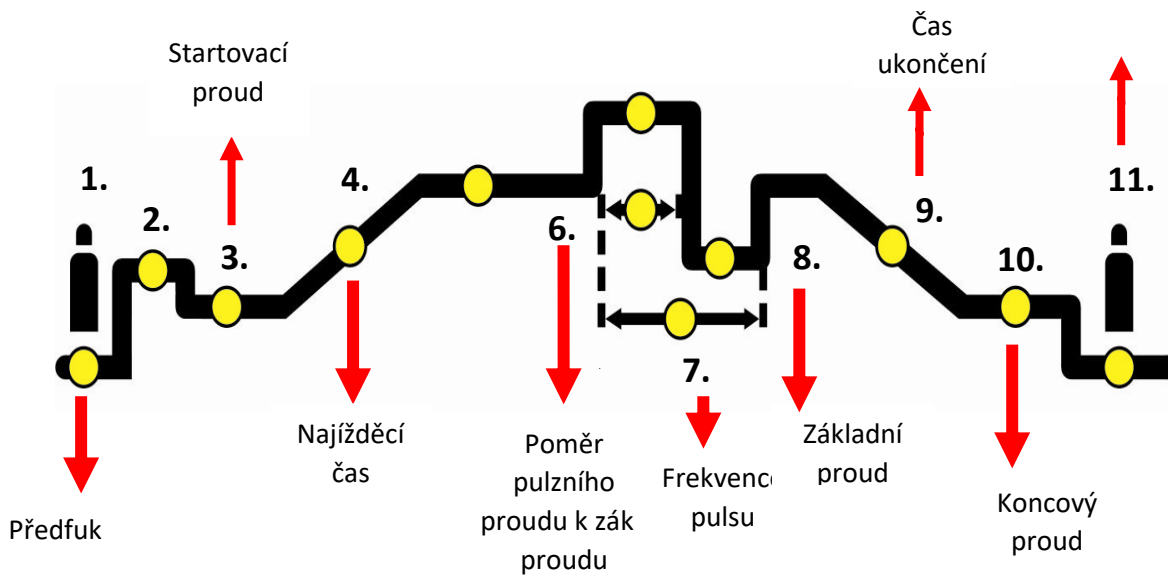 Startovací
proud
Čas
ukončení
1.
2.
3.
4.
6.
7.
8.
9.
10.
11.
Předfuk
Najížděcí
čas
Poměr
pulzního
proudu k zák
proudu
Frekvenc
pulsu
Základní
proud
Koncový
proud